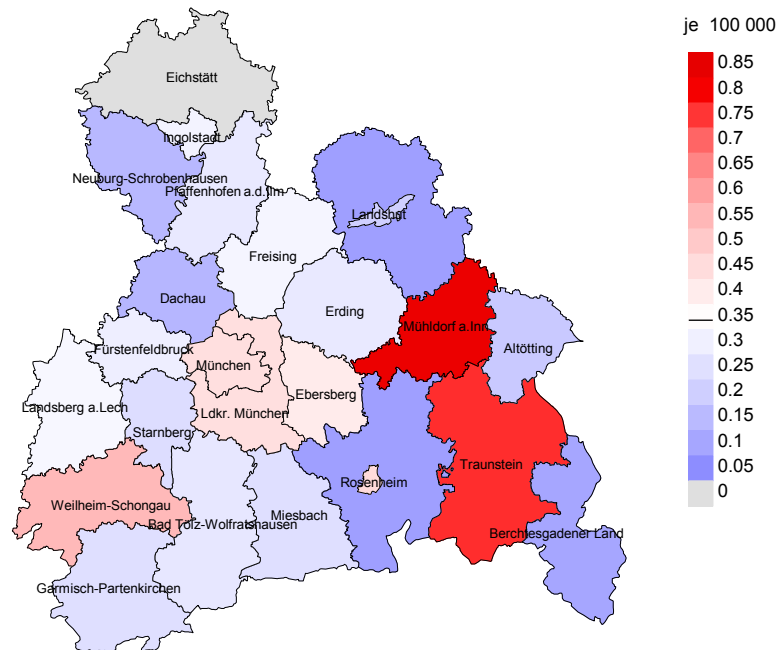 je 100 000
Eichstätt
Ingolstadt
Neuburg-Schrobenhausen
Pfaffenhofen a.d.Ilm
Landshut
Freising
Dachau
Erding
Mühldorf a.Inn
Altötting
Fürstenfeldbruck
München
Ebersberg
Landsberg a.Lech
Ldkr. München
Starnberg
Traunstein
Rosenheim
Weilheim-Schongau
Bad Tölz-Wolfratshausen
Miesbach
Berchtesgadener Land
Garmisch-Partenkirchen
0.85
0.8
0.75
0.7
0.65
0.6
0.55
0.5
0.45
0.4
0.35
0.3
0.25
0.2
0.15
0.1
0.05
0